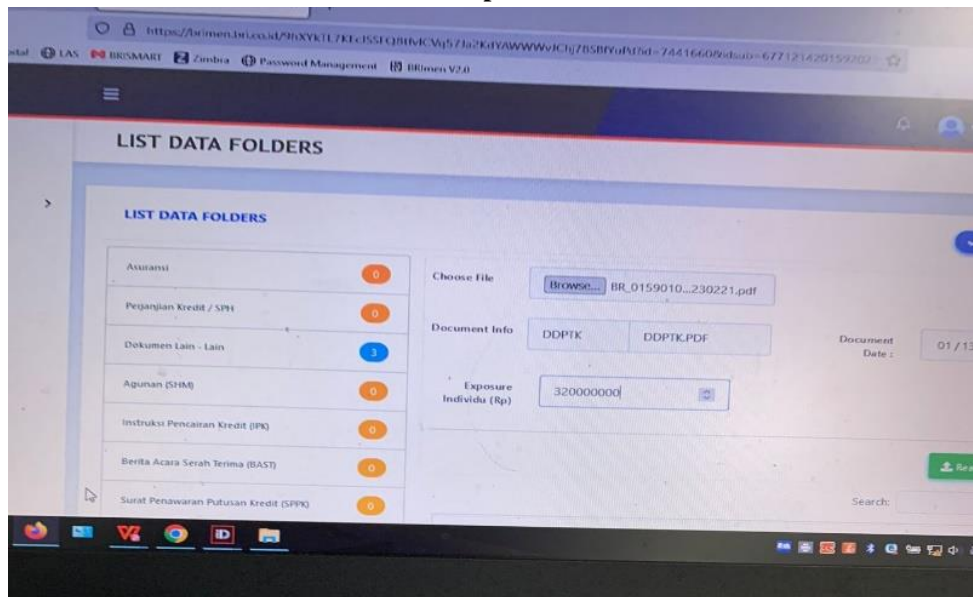 LAS BRISMART Zimbra Password Management BRImen V2.0
LIST DATA FOLDERS
LIST DATA FOLDERS
Asuransi 0
Perjanjian Kredit / SPH 0
Dokumen Lain - Lain 3
Agunan (SHM) 0
Instruksi Pencairan Kredit (IPK) 0
Berita Acara Serah Terima (BAST) 0
Surat Penawaran Putusan Kredit (SPPK) 0
Choose File Browse... BR_0159010...230221.pdf
Document Info DDPTK DDPTK.PDF
Document
Date : 01/13
Exposure
Individu (Rp) 320000000
Search: